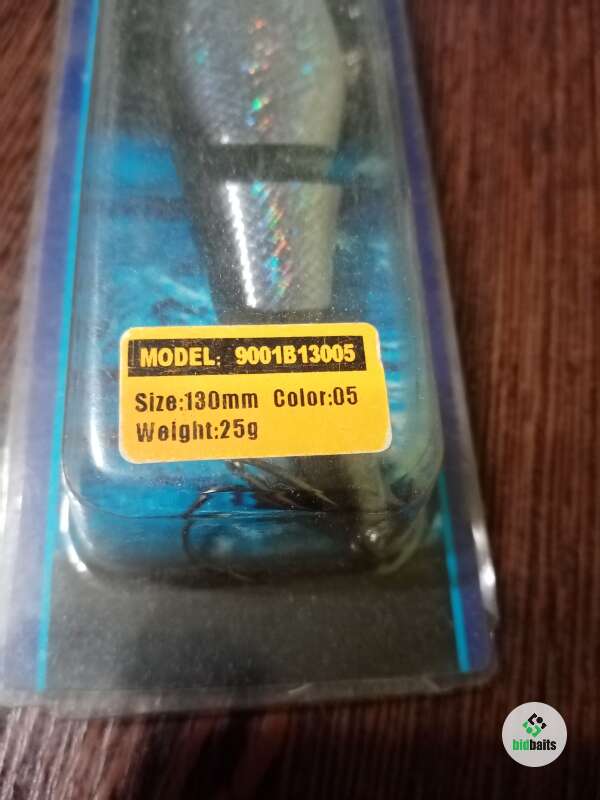 MODEL: 9001B13005
Size:130mm Color:05
Weight:25g
bidbaits